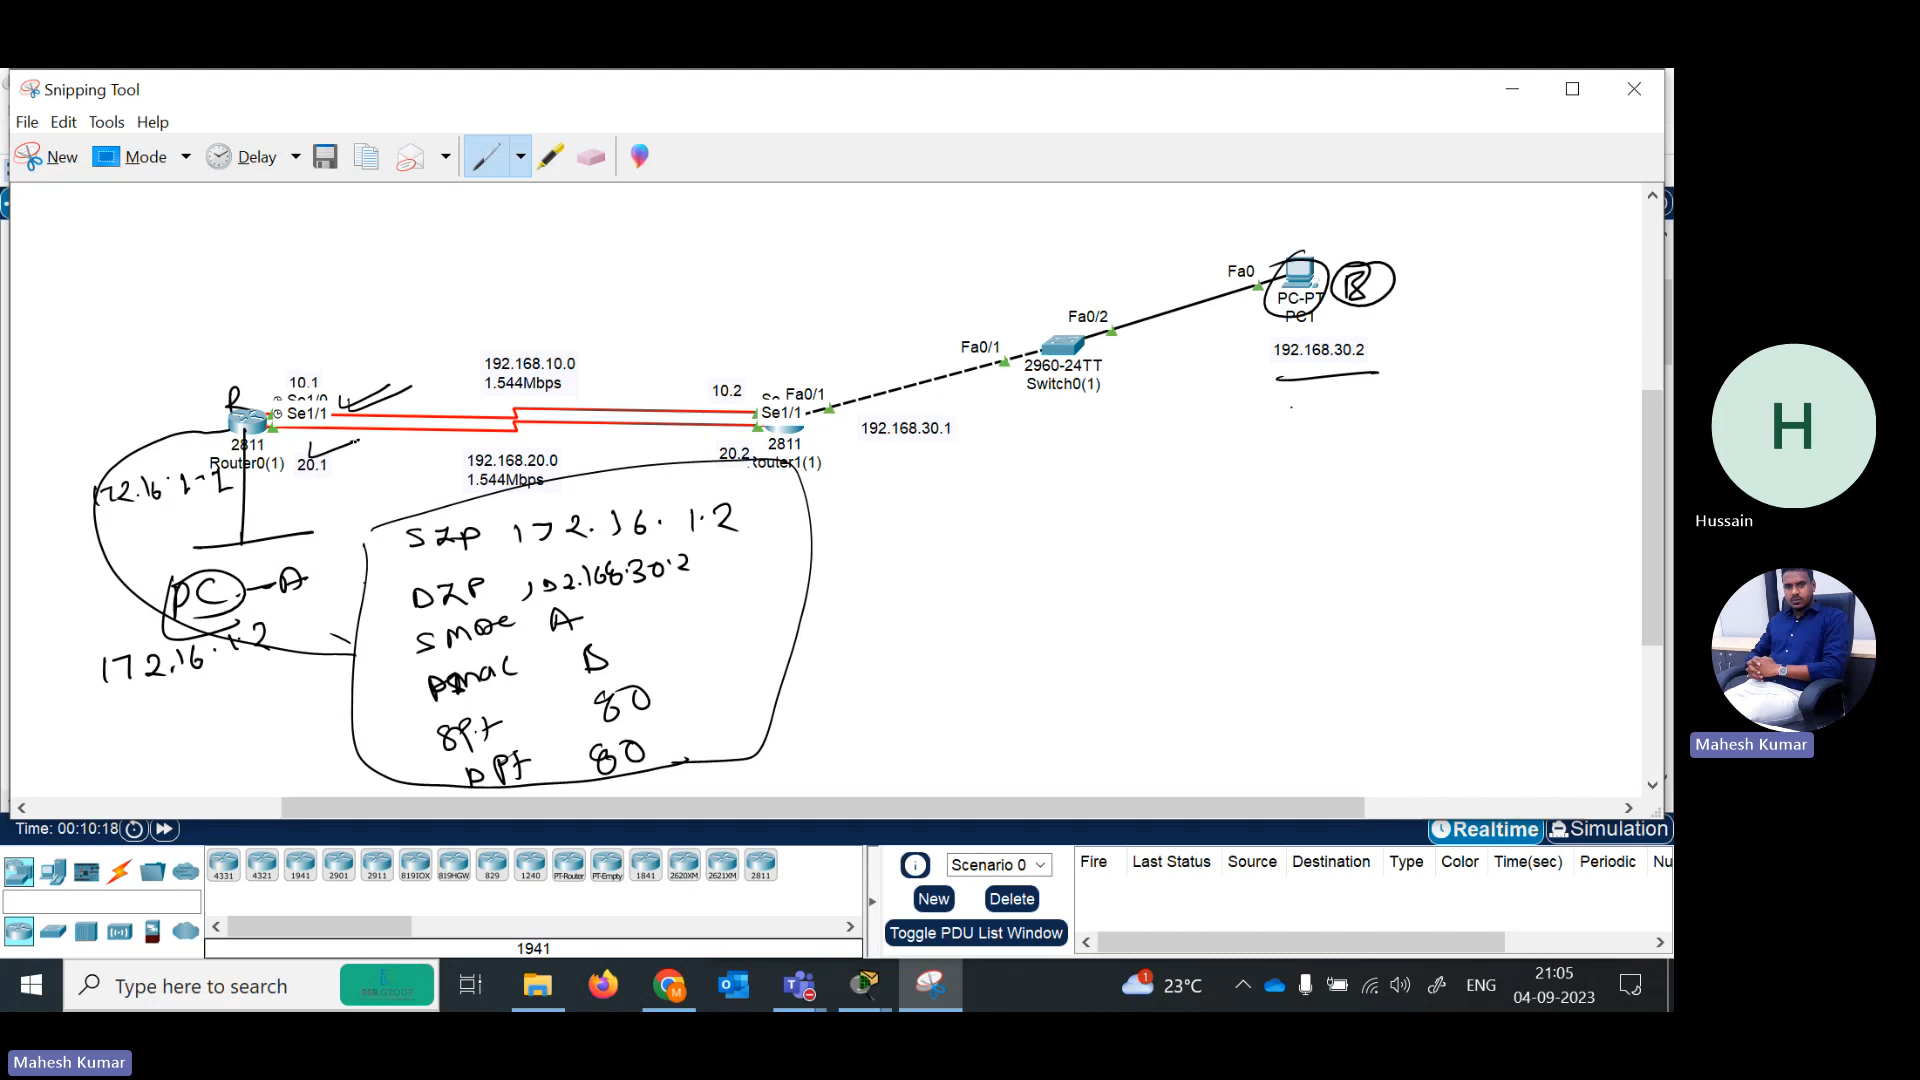 Snipping Tool
File Edit Tools Help
New Mode Delay
Fa0
PC-PT
PC1
B
192.168.30.2
Fa0/2
Fa0/1
2960-24TT
Switch0(1)
192.168.10.0
1.544Mbps
10.1
Se1/0
Se1/1
R
2811
Router0(1)
20.1
10.2
Fa0/1
Se1/1
2811
Router1(1)
20.2
192.168.30.1
192.168.20.0
1.544Mbps
PC - A
172.16.1.2
SIP 172.16.1.2
DIP 192.168.30.2
SMac A
DMac B
SPt 80
DPt 80
Time: 00:10:18
Realtime Simulation
4331 4321 1941 2901 2911 819IOX 819HGW 829 1240 PT-Router PT-Empty 1841 2620XM 2621XM 2811
1941
Scenario 0
New Delete
Toggle PDU List Window
Fire Last Status Source Destination Type Color Time(sec) Periodic Nu
Type here to search
1
23°C
ENG
21:05
04-09-2023
H
Hussain
Mahesh Kumar
Mahesh Kumar